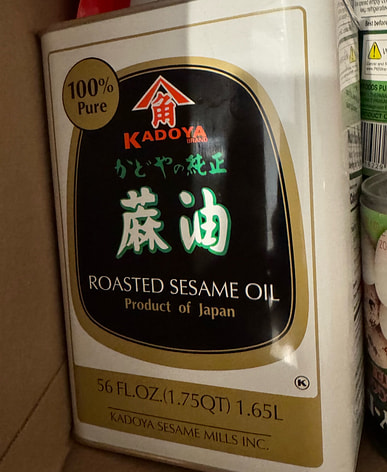 100%
Pure
角
KADOYA
BRAND
かどやの純正
麻油
ROASTED SESAME OIL
Product of Japan
K
56 FL.OZ.(1.75QT) 1.65L
KADOYA SESAME MILLS INC.